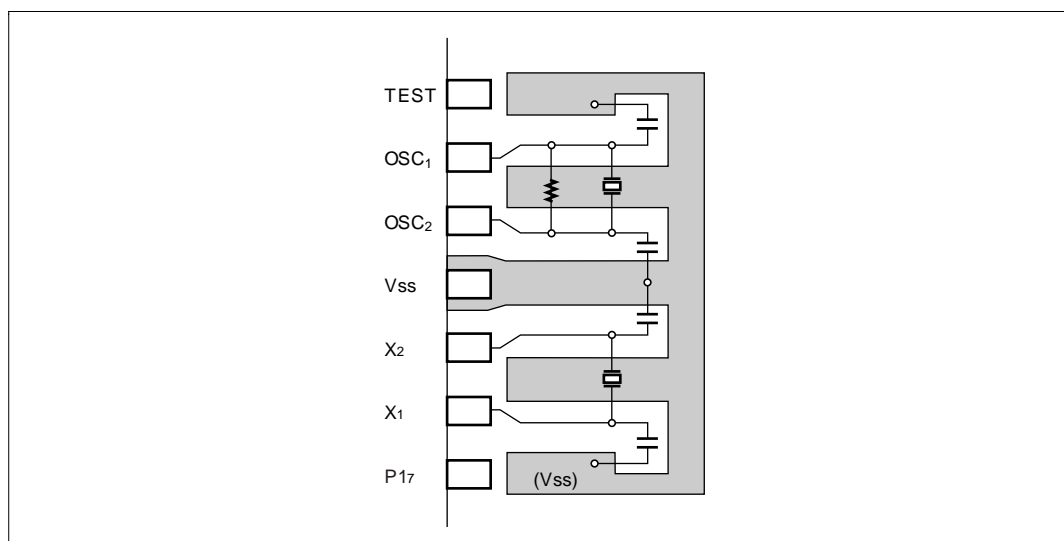 TEST
OSC1
OSC2
Vss
X2
X1
P17
(Vss)